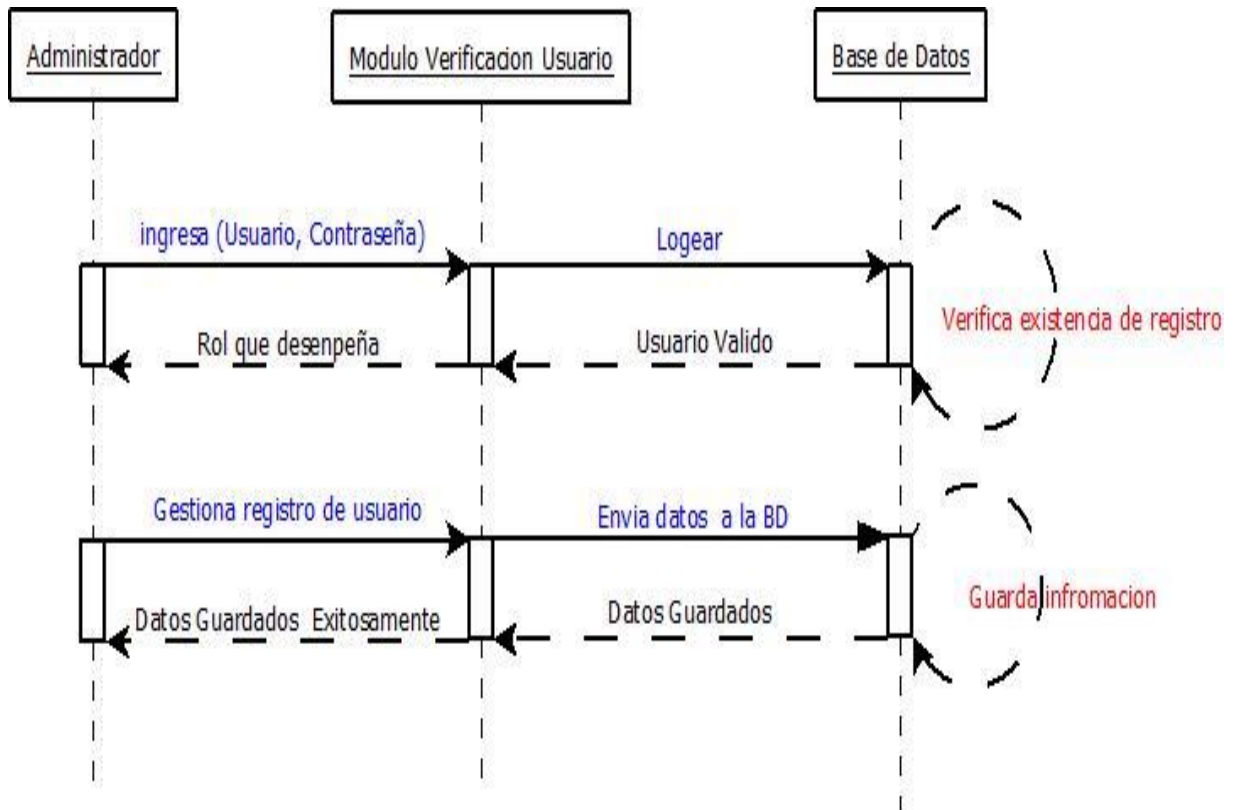 Administrador
Modulo Verificacion Usuario
Base de Datos
ingresa (Usuario, Contraseña)
Logear
Verifica existencia de registro
Rol que desenpeña
Usuario Valido
Gestiona registro de usuario
Envia datos a la BD
Guarda infromacion
Datos Guardados Exitosamente
Datos Guardados